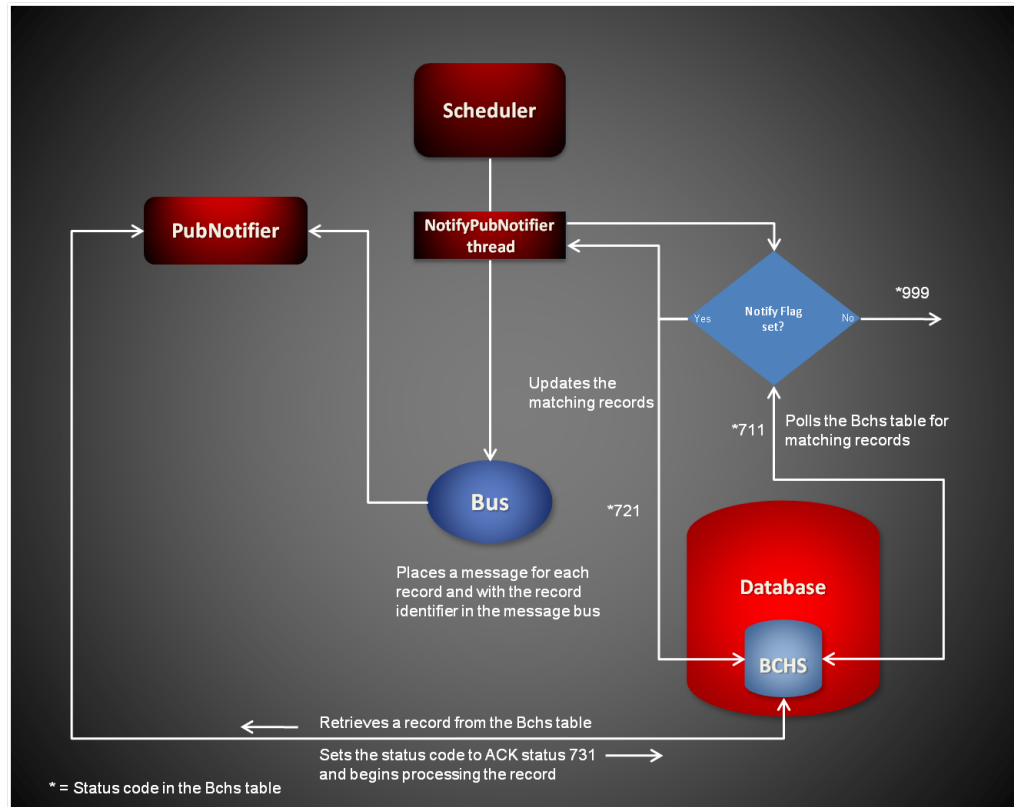 Scheduler
PubNotifier
NotifyPubNotifier
thread
*999
Notify Flag
set?
Yes
No
Updates the
matching records
*711
Polls the Bchs table for
matching records
Bus
*721
Places a message for each
record and with the record
identifier in the message bus
Database
BCHS
Retrieves a record from the Bchs table
Sets the status code to ACK status 731
and begins processing the record
* = Status code in the Bchs table